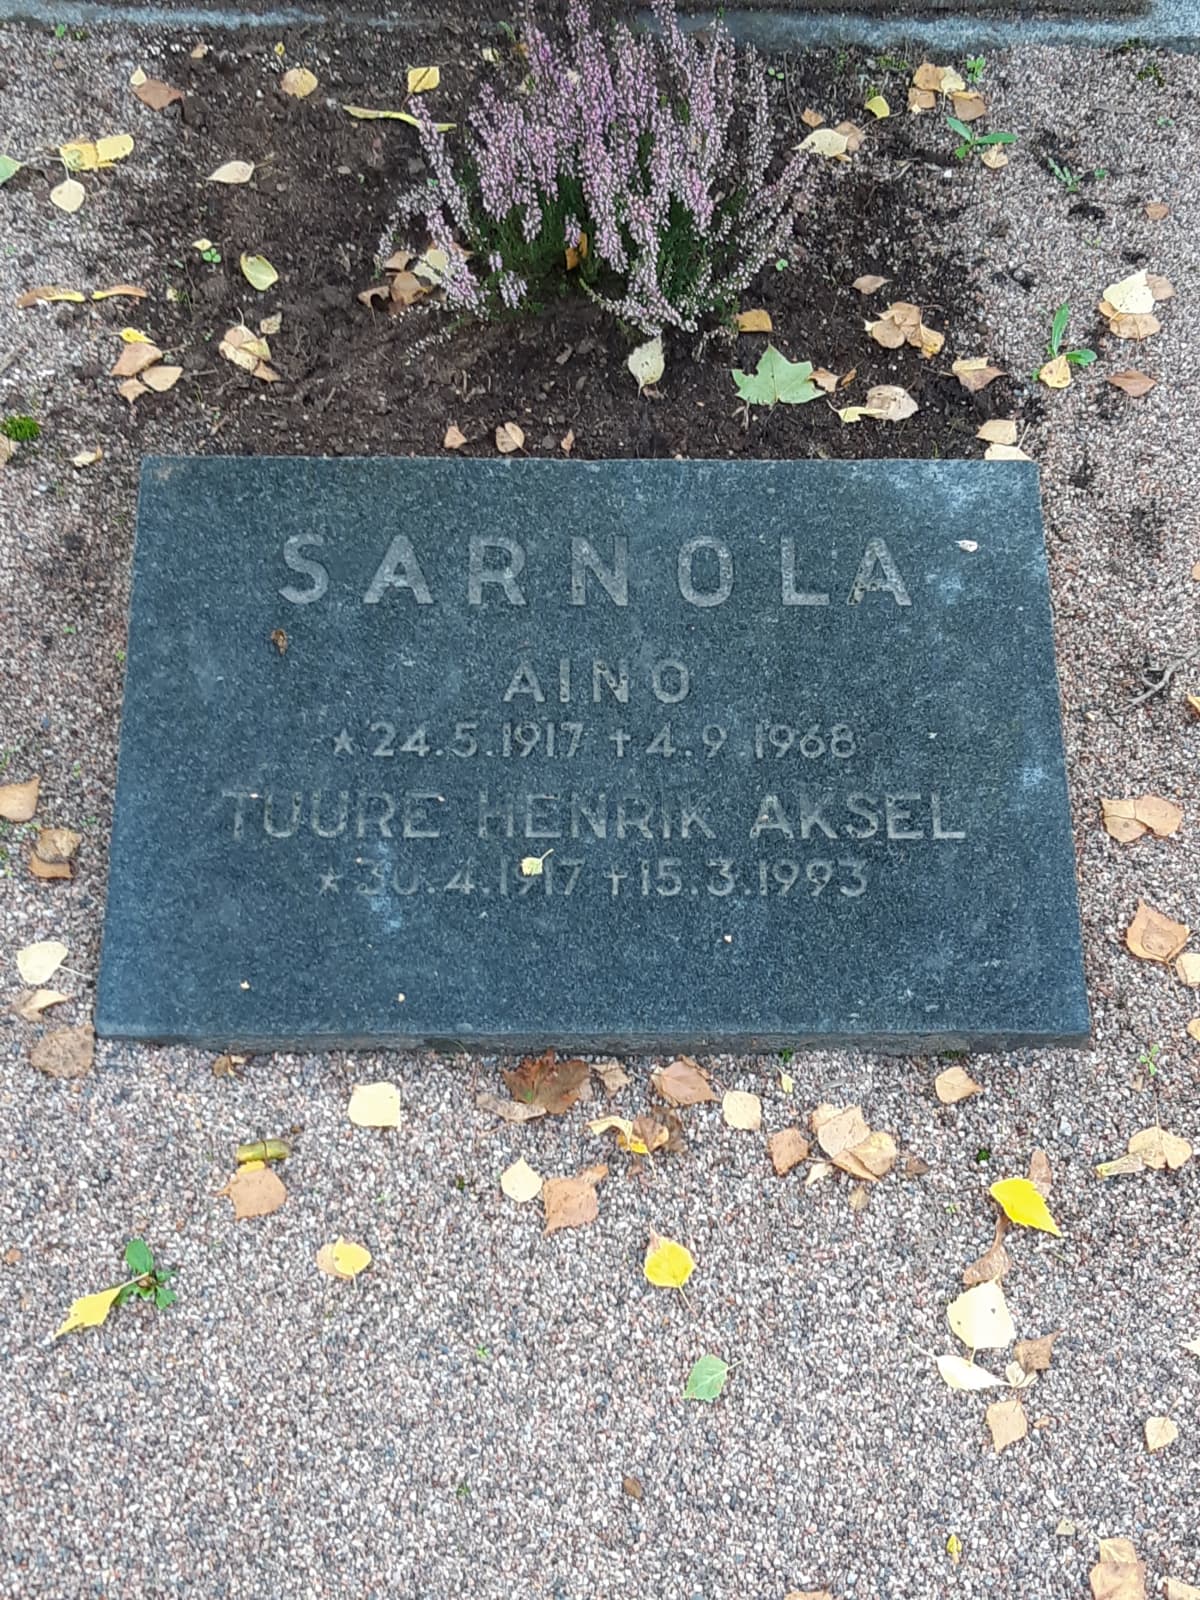 SARNOLA
AINO
★ 24.5.1917 † 4.9.1968
TUURE HENRIK AKSEL
★ 30.4.1917 † 15.3.1993